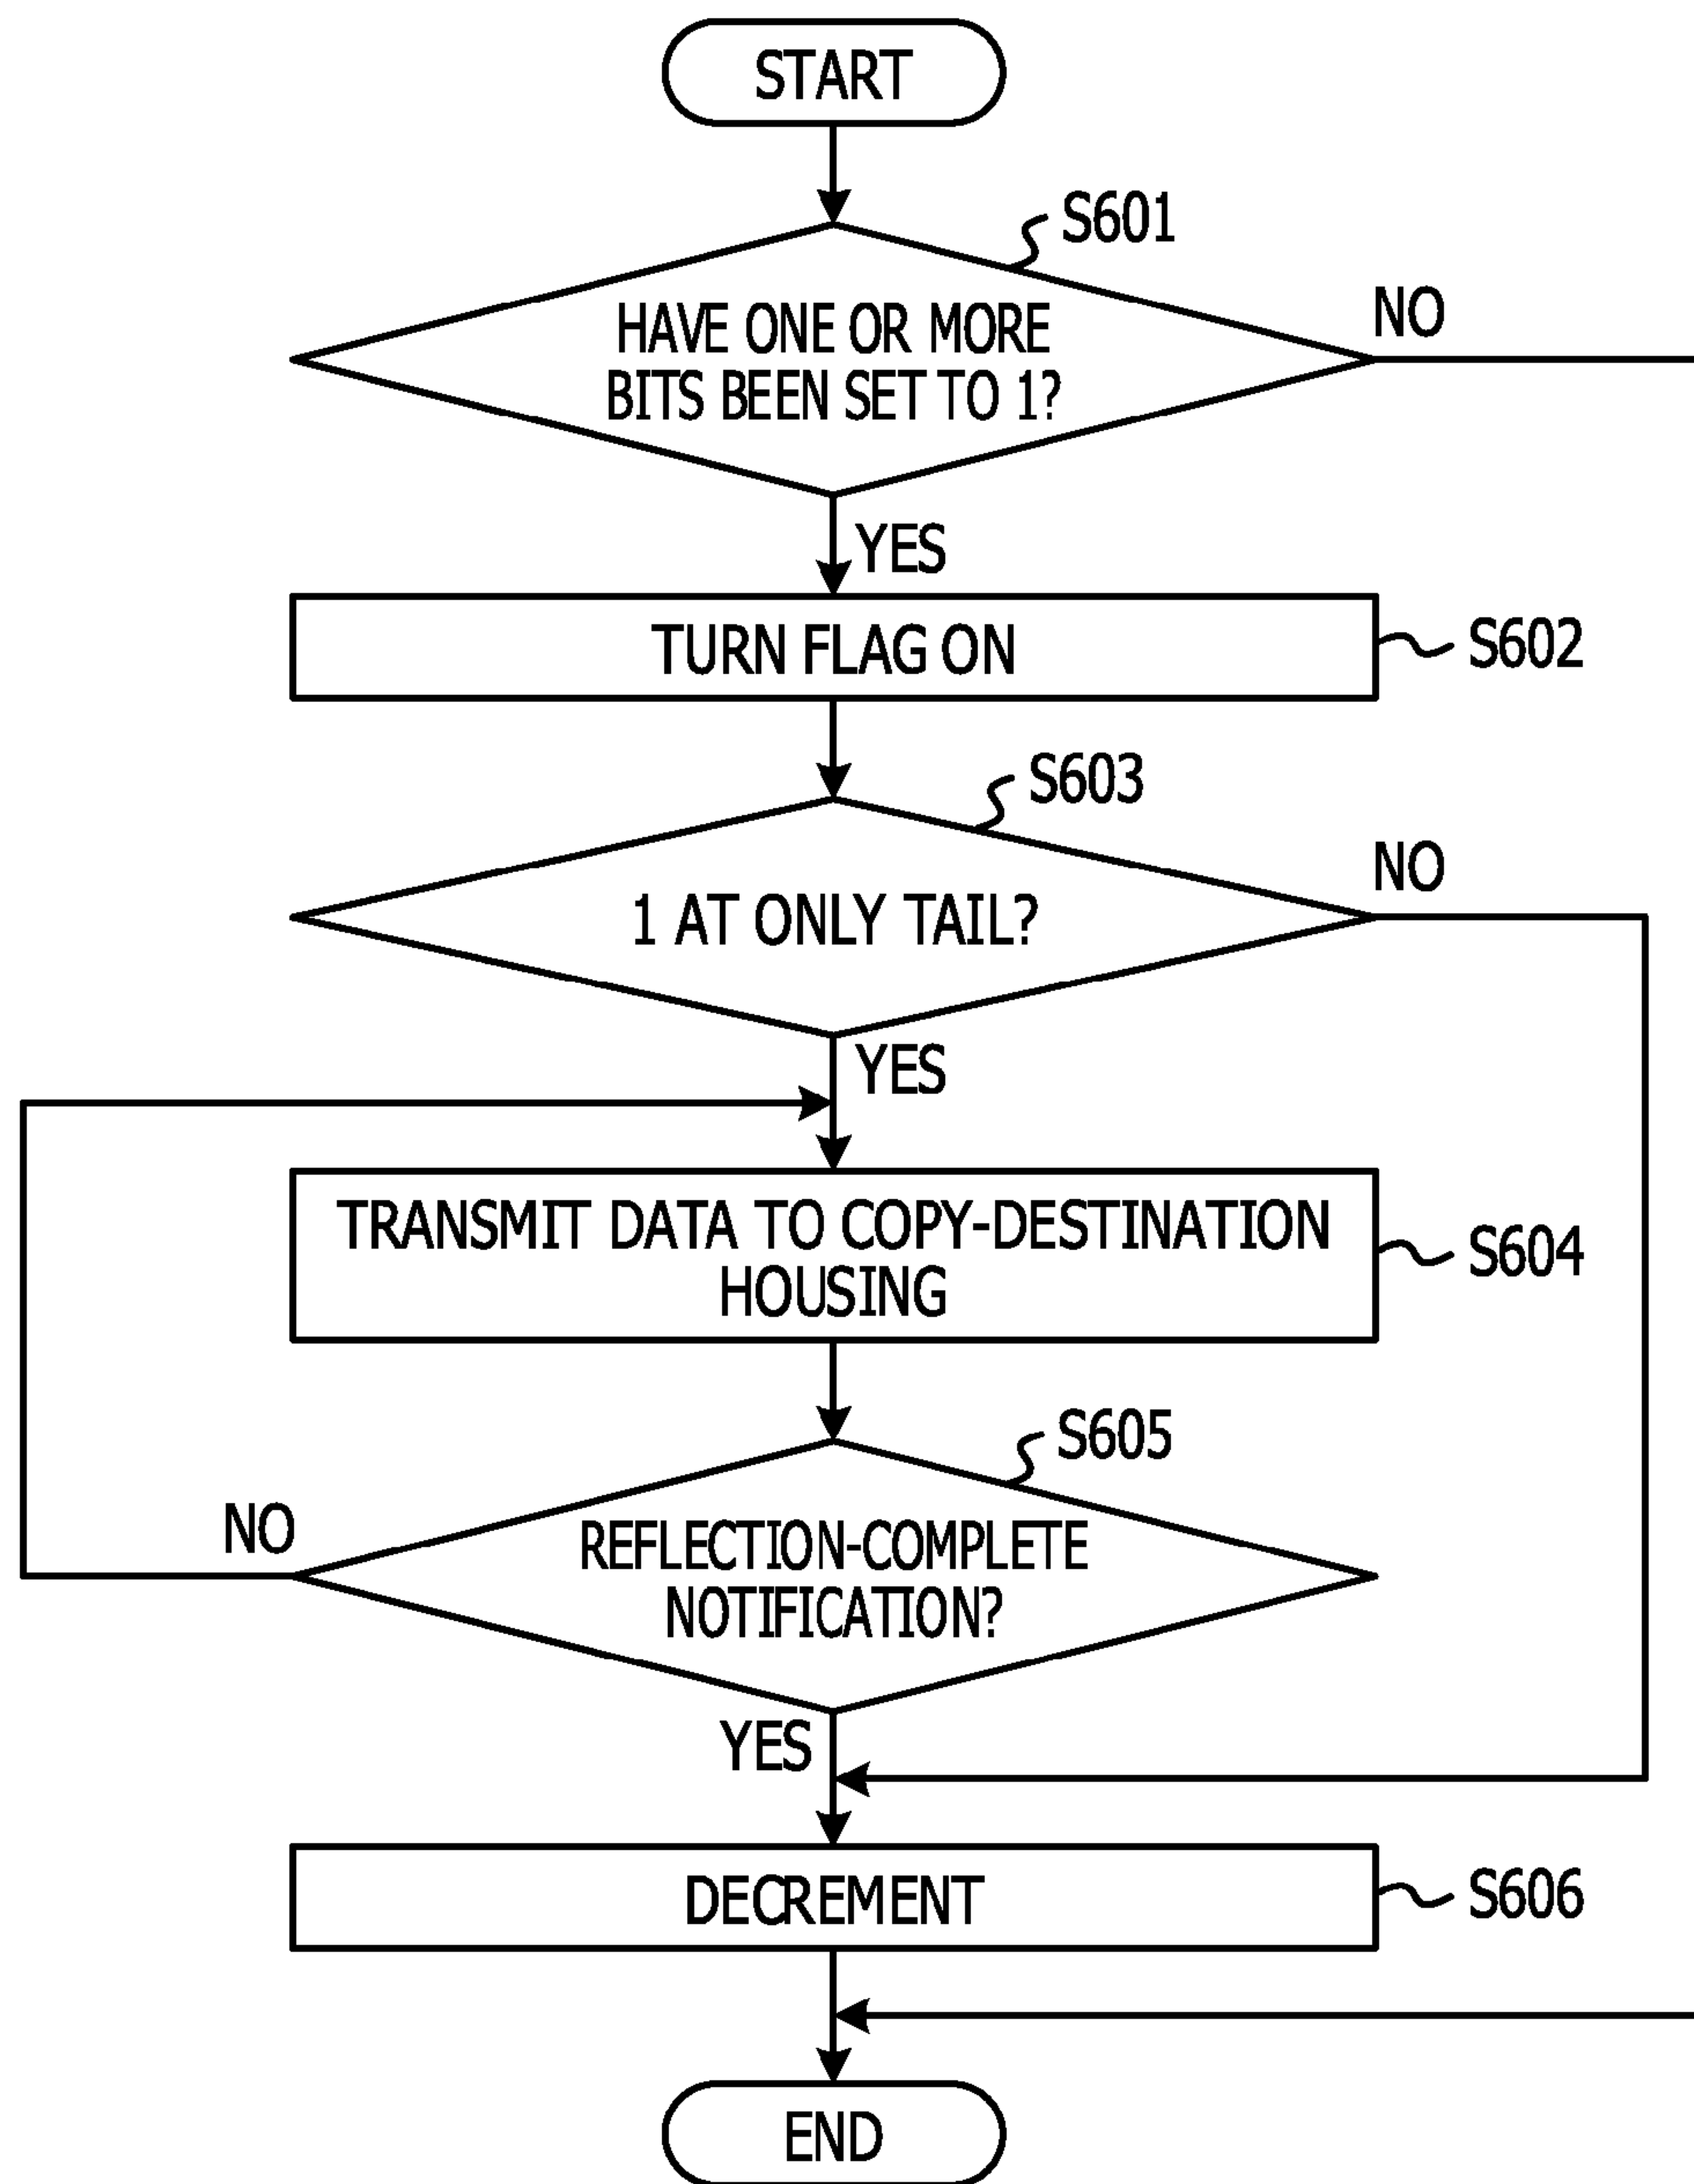 START
S601
HAVE ONE OR MORE
BITS BEEN SET TO 1?
NO
YES
TURN FLAG ON
S602
S603
1 AT ONLY TAIL?
NO
YES
TRANSMIT DATA TO COPY-DESTINATION
HOUSING
S604
S605
NO
REFLECTION-COMPLETE
NOTIFICATION?
YES
DECREMENT
S606
END